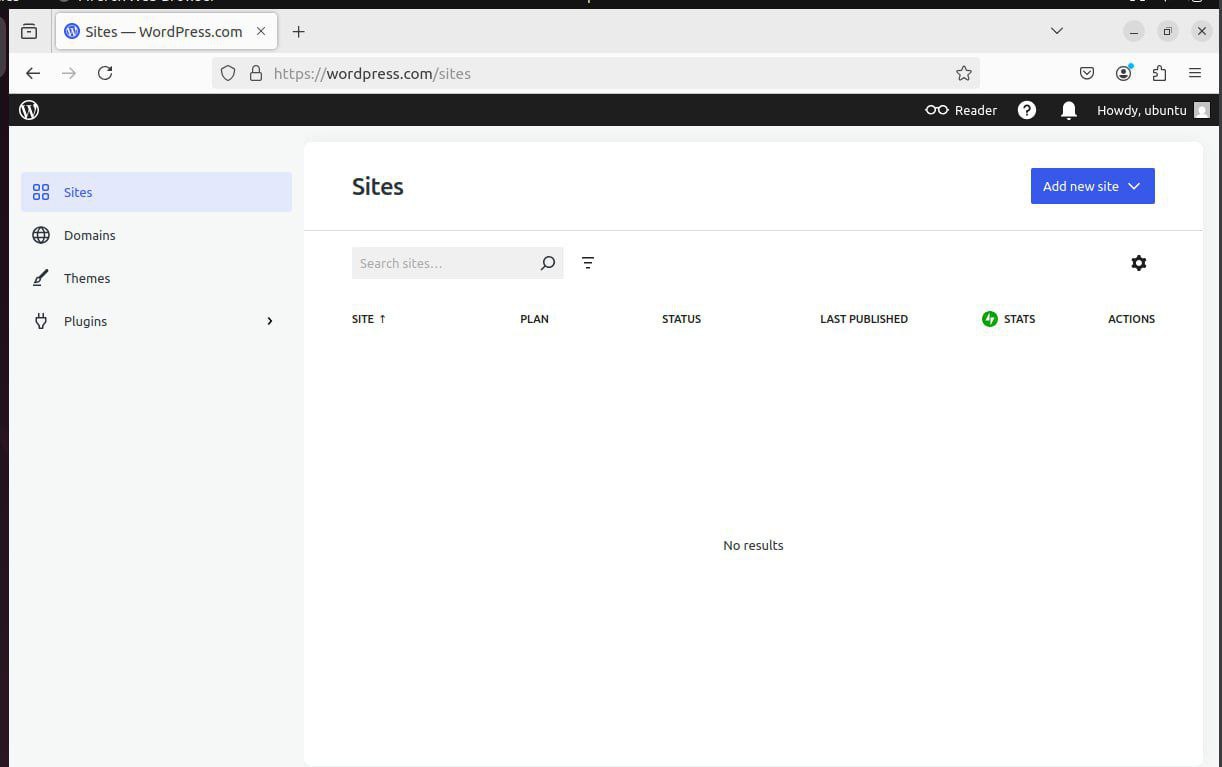 Sites — WordPress.com
https://wordpress.com/sites
Reader
Howdy, ubuntu
Sites
Domains
Themes
Plugins
Sites
Add new site
Search sites...
SITE ↑ PLAN STATUS LAST PUBLISHED STATS ACTIONS
No results